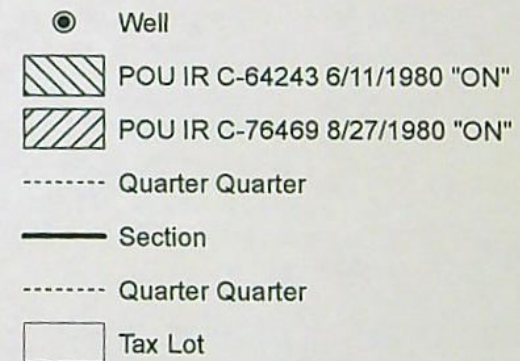 Well
POU IR C-64243 6/11/1980 "ON"
POU IR C-76469 8/27/1980 "ON"
Quarter Quarter
Section
Quarter Quarter
Tax Lot